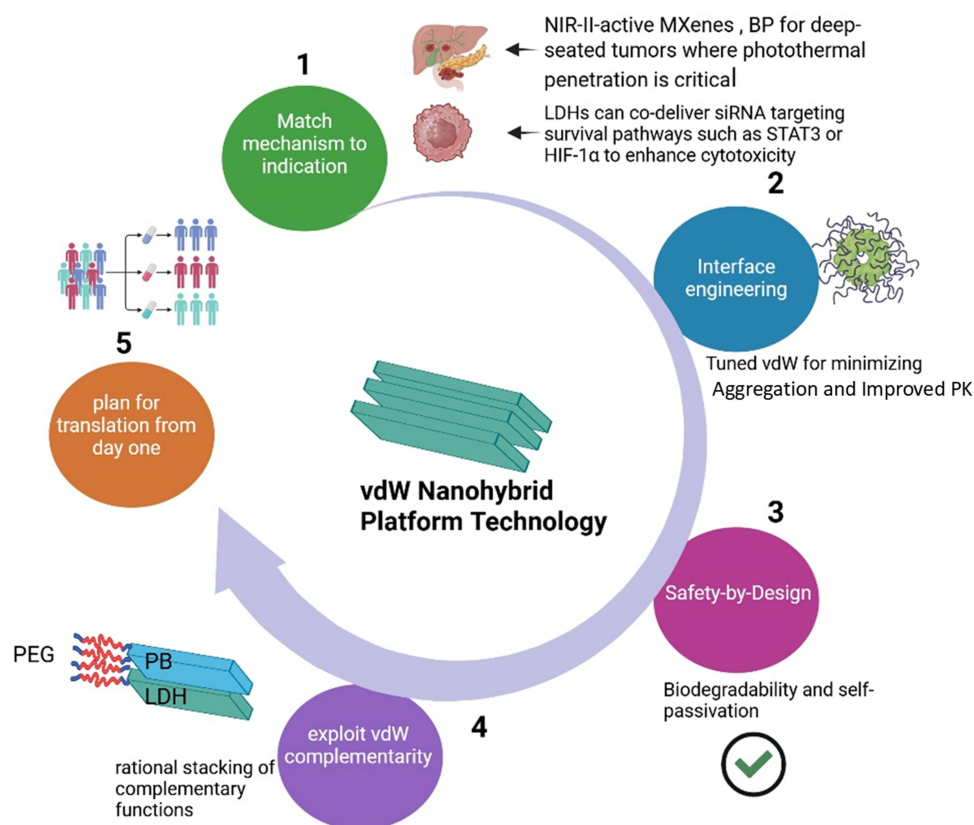 1
Match
mechanism to
indication
NIR-II-active MXenes , BP for deep-
seated tumors where photothermal
penetration is critical
LDHs can co-deliver siRNA targeting
survival pathways such as STAT3 or
HIF-1α to enhance cytotoxicity
2
Interface
engineering
Tuned vdW for minimizing
Aggregation and Improved PK
3
Safety-by-Design
Biodegradability and self-
passivation
4
exploit vdW
complementarity
PEG
PB
LDH
rational stacking of
complementary
functions
5
plan for
translation from
day one
vdW Nanohybrid
Platform Technology